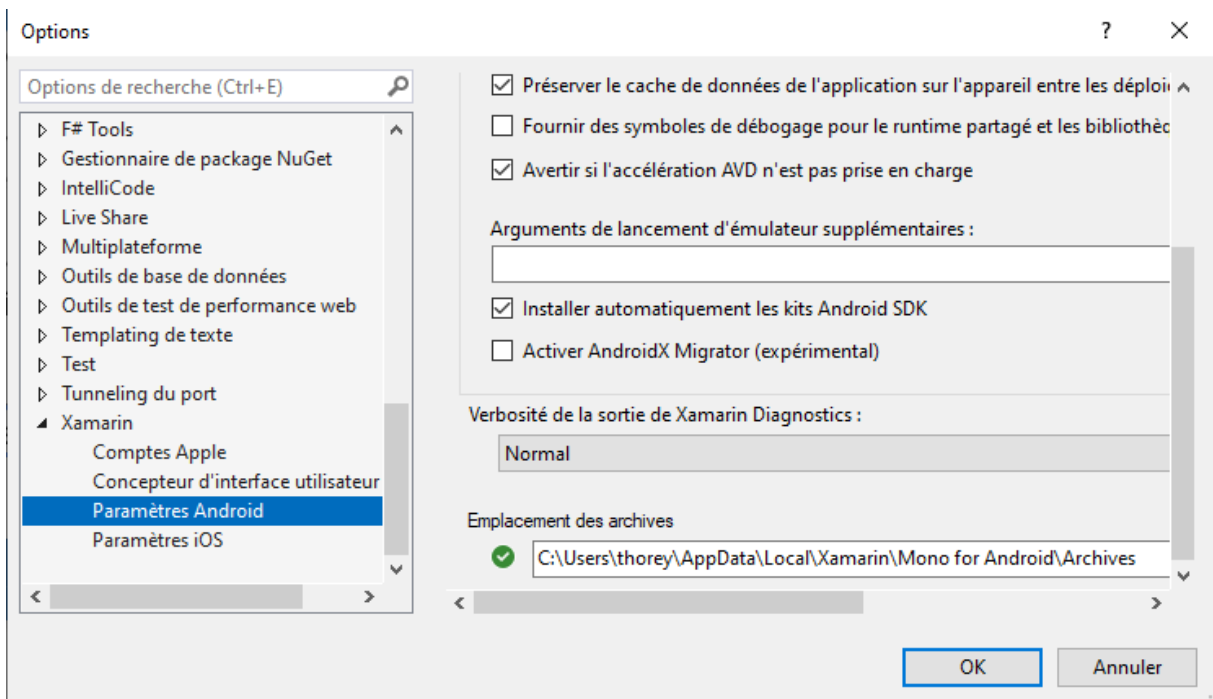 Options
?
Options de recherche (Ctrl+E)
F# Tools
Gestionnaire de package NuGet
IntelliCode
Live Share
Multiplateforme
Outils de base de données
Outils de test de performance web
Templating de texte
Test
Tunneling du port
Xamarin
Comptes Apple
Concepteur d'interface utilisateur
Paramètres Android
Paramètres iOS
Préserver le cache de données de l'application sur l'appareil entre les déploi
Fournir des symboles de débogage pour le runtime partagé et les bibliothèc
Avertir si l'accélération AVD n'est pas prise en charge
Arguments de lancement d'émulateur supplémentaires :
Installer automatiquement les kits Android SDK
Activer AndroidX Migrator (expérimental)
Verbosité de la sortie de Xamarin Diagnostics :
Normal
Emplacement des archives
C:\Users\thorey\AppData\Local\Xamarin\Mono for Android\Archives
OK
Annuler